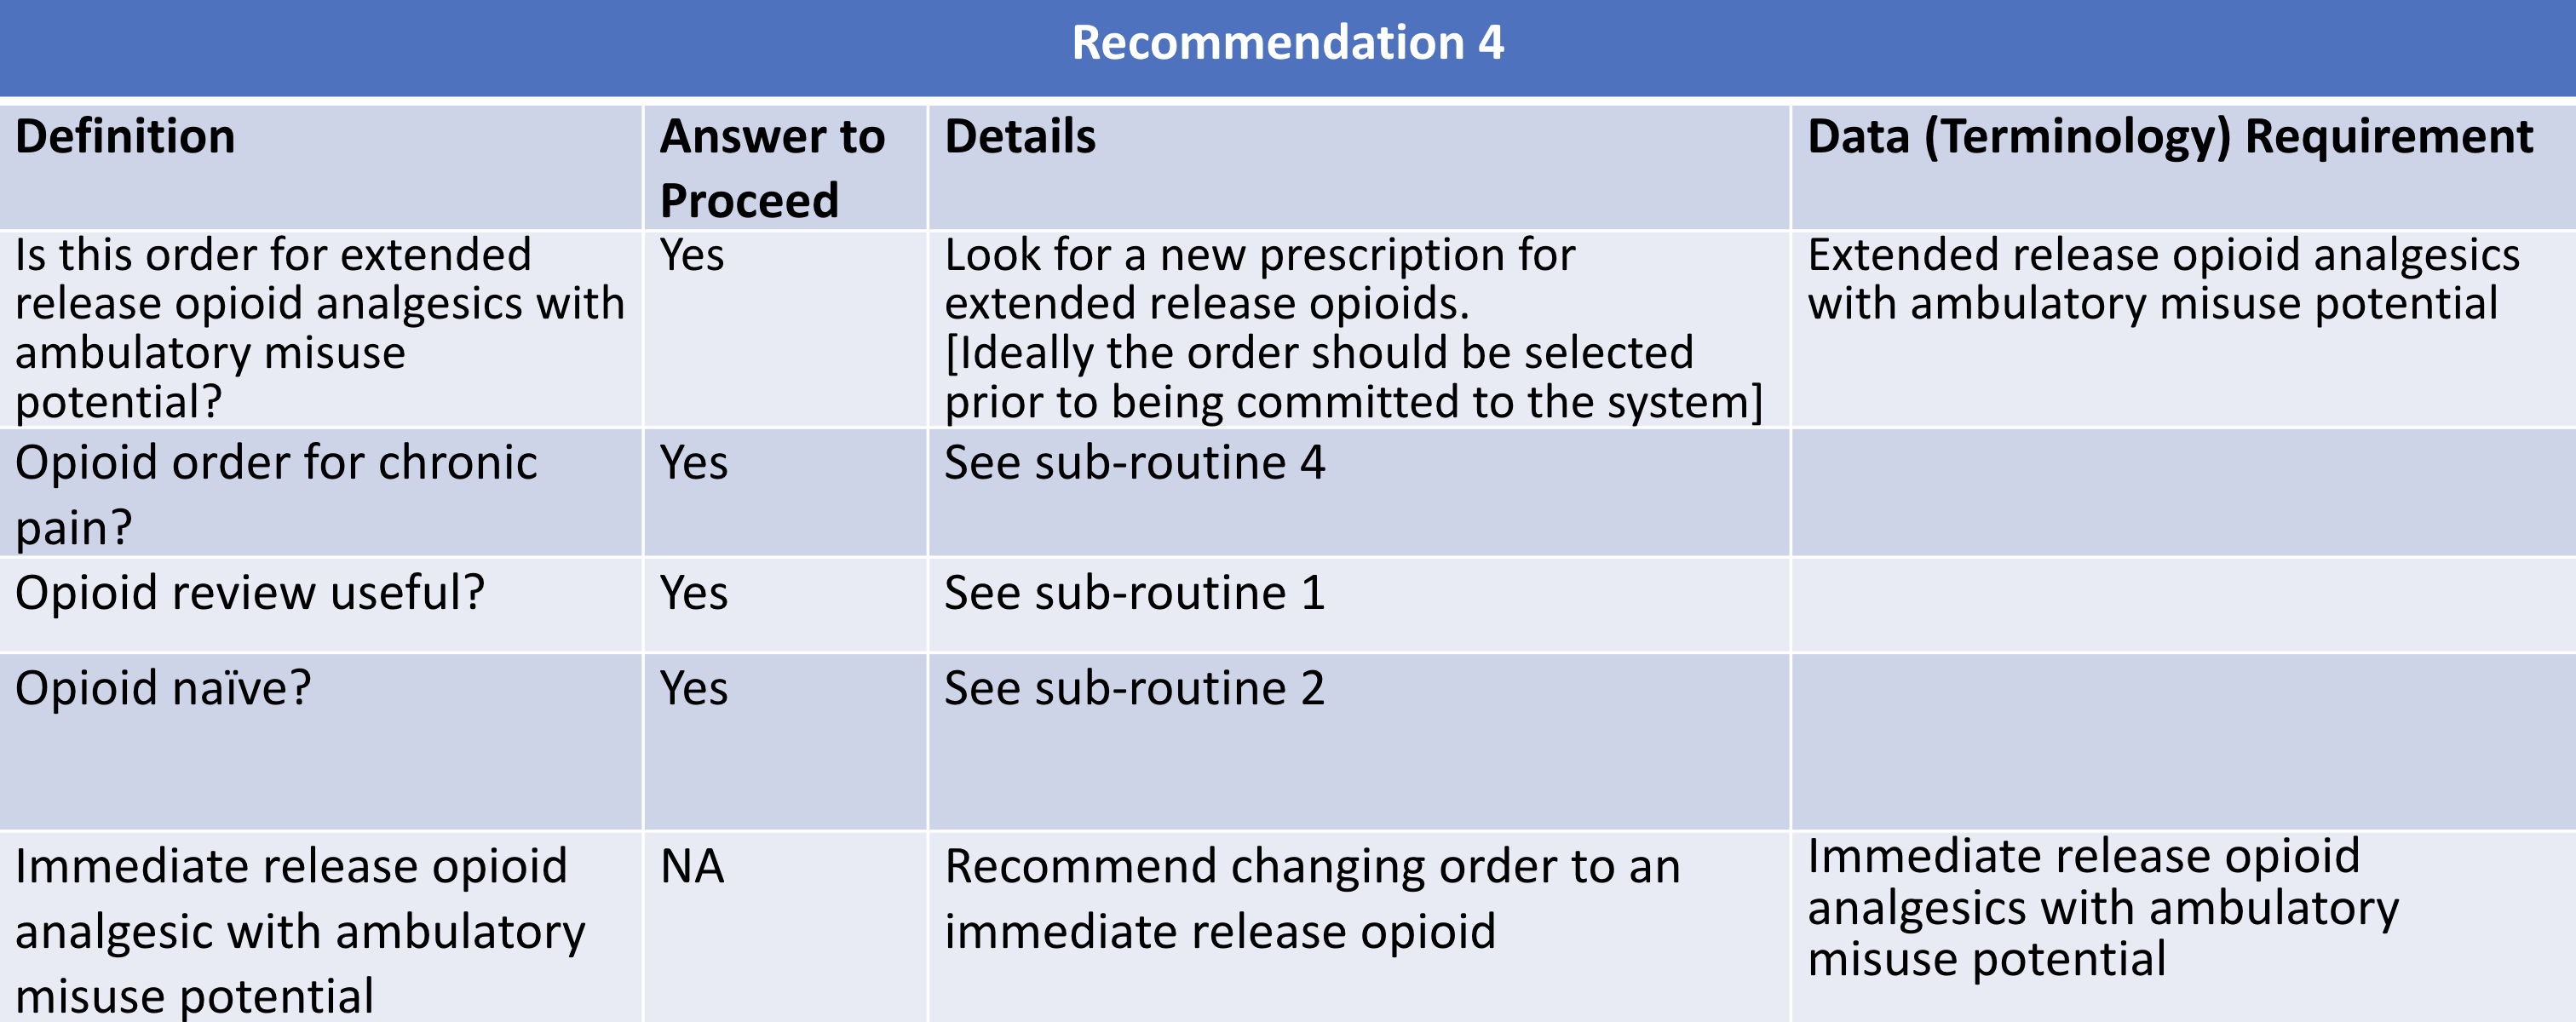 Recommendation 4
Definition
Answer to
Proceed
Details
Data (Terminology) Requirement
Is this order for extended
release opioid analgesics with
ambulatory misuse
potential?
Yes
Look for a new prescription for
extended release opioids.
[Ideally the order should be selected
prior to being committed to the system]
Extended release opioid analgesics
with ambulatory misuse potential
Opioid order for chronic
pain?
Yes
See sub-routine 4
Opioid review useful?
Yes
See sub-routine 1
Opioid naïve?
Yes
See sub-routine 2
Immediate release opioid
analgesic with ambulatory
misuse potential
NA
Recommend changing order to an
immediate release opioid
Immediate release opioid
analgesics with ambulatory
misuse potential